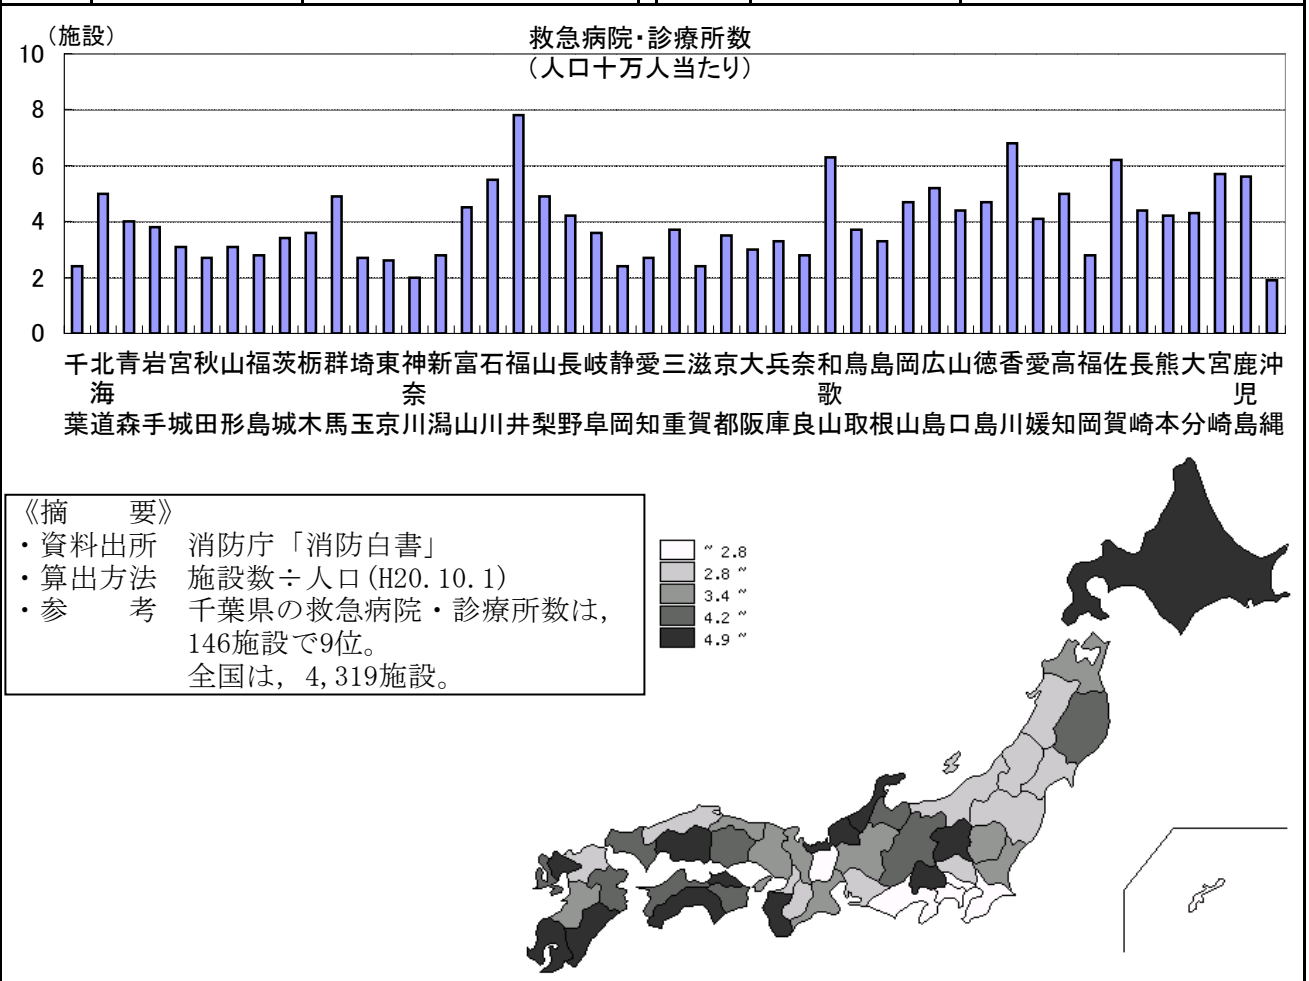 (施設)
救急病院・診療所数
(人口十万人当たり)
10
8
6
4
2
0
千葉 北海道 青森 岩手 宮城 秋田 山形 福島 茨城 栃木 群馬 埼玉 東京 神奈川 新潟 富山 石川 福井 山梨 長野 岐阜 静岡 愛知 三重 滋賀 京都 大阪 兵庫 奈良 和歌山 鳥取 島根 岡山 広島 山口 徳島 香川 愛媛 高知 福岡 佐賀 長崎 熊本 大分 宮崎 鹿児島 沖縄
《摘　　要》
・資料出所　消防庁「消防白書」
・算出方法　施設数÷人口(H20.10.1)
・参　　考　千葉県の救急病院・診療所数は,
146施設で9位。
全国は, 4,319施設。
~ 2.8
2.8 ~
3.4 ~
4.2 ~
4.9 ~